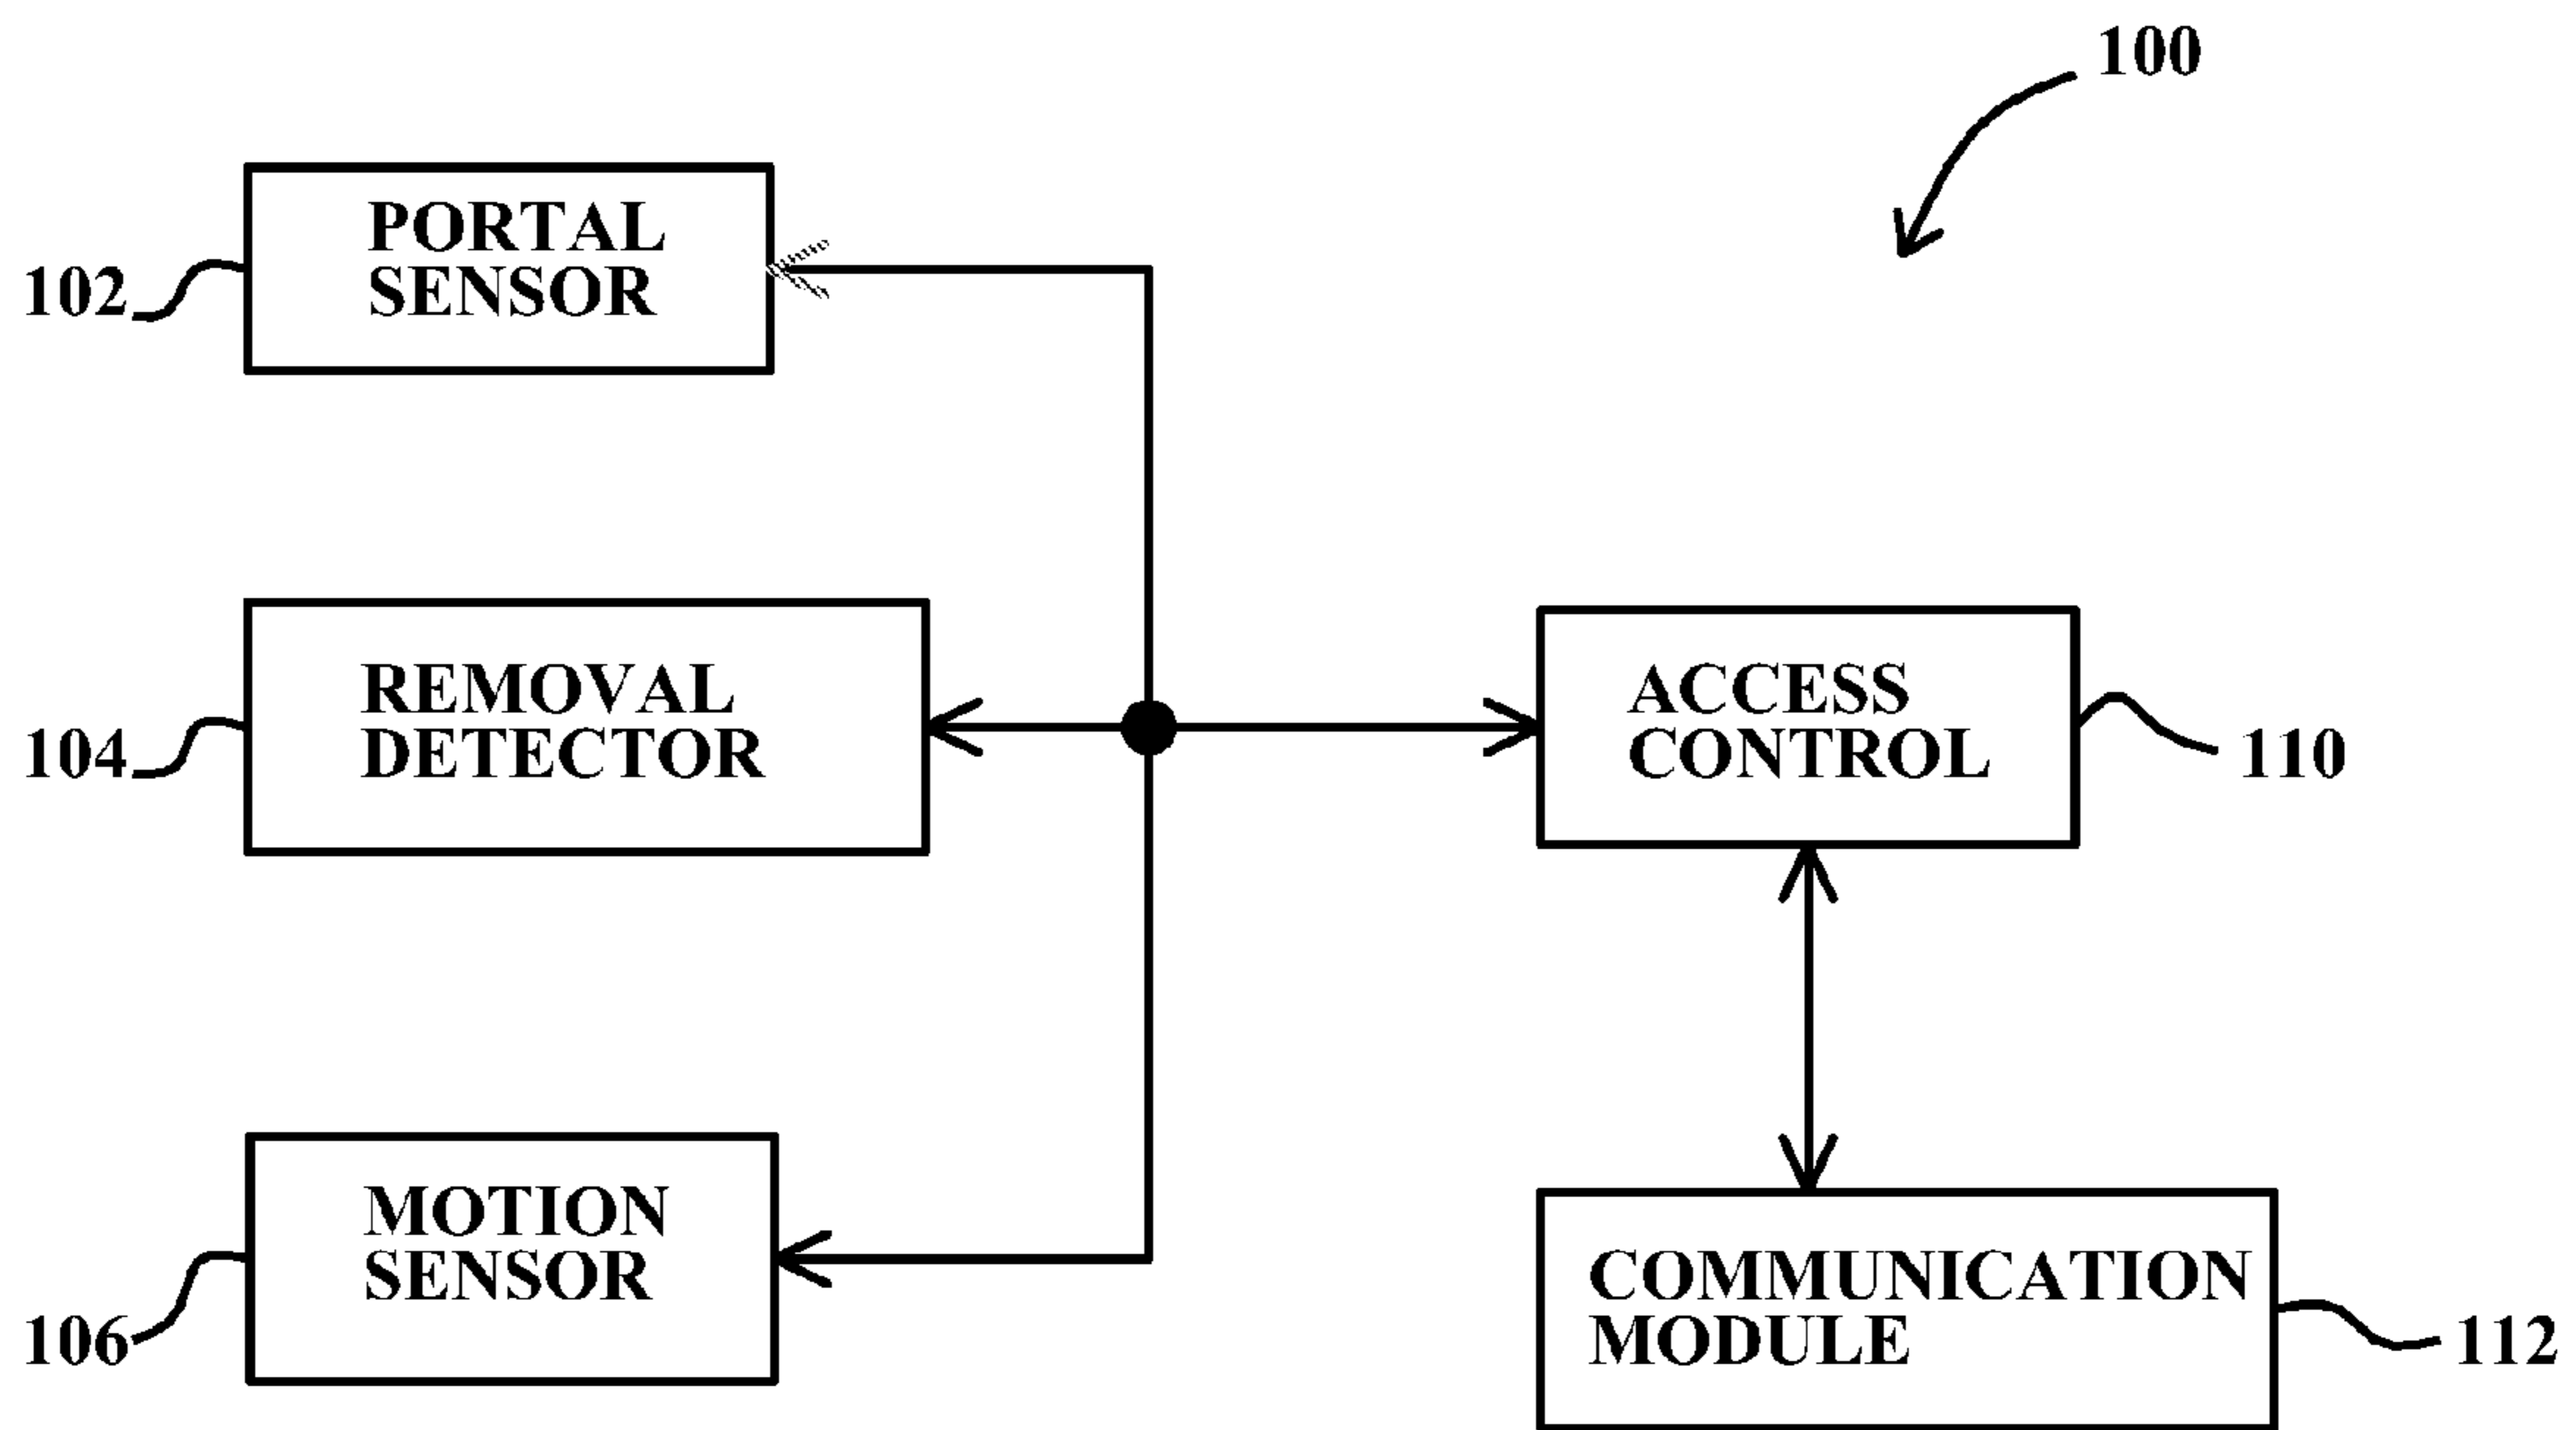 100
PORTAL
SENSOR
102
REMOVAL
DETECTOR
104
ACCESS
CONTROL
110
MOTION
SENSOR
106
COMMUNICATION
MODULE
112